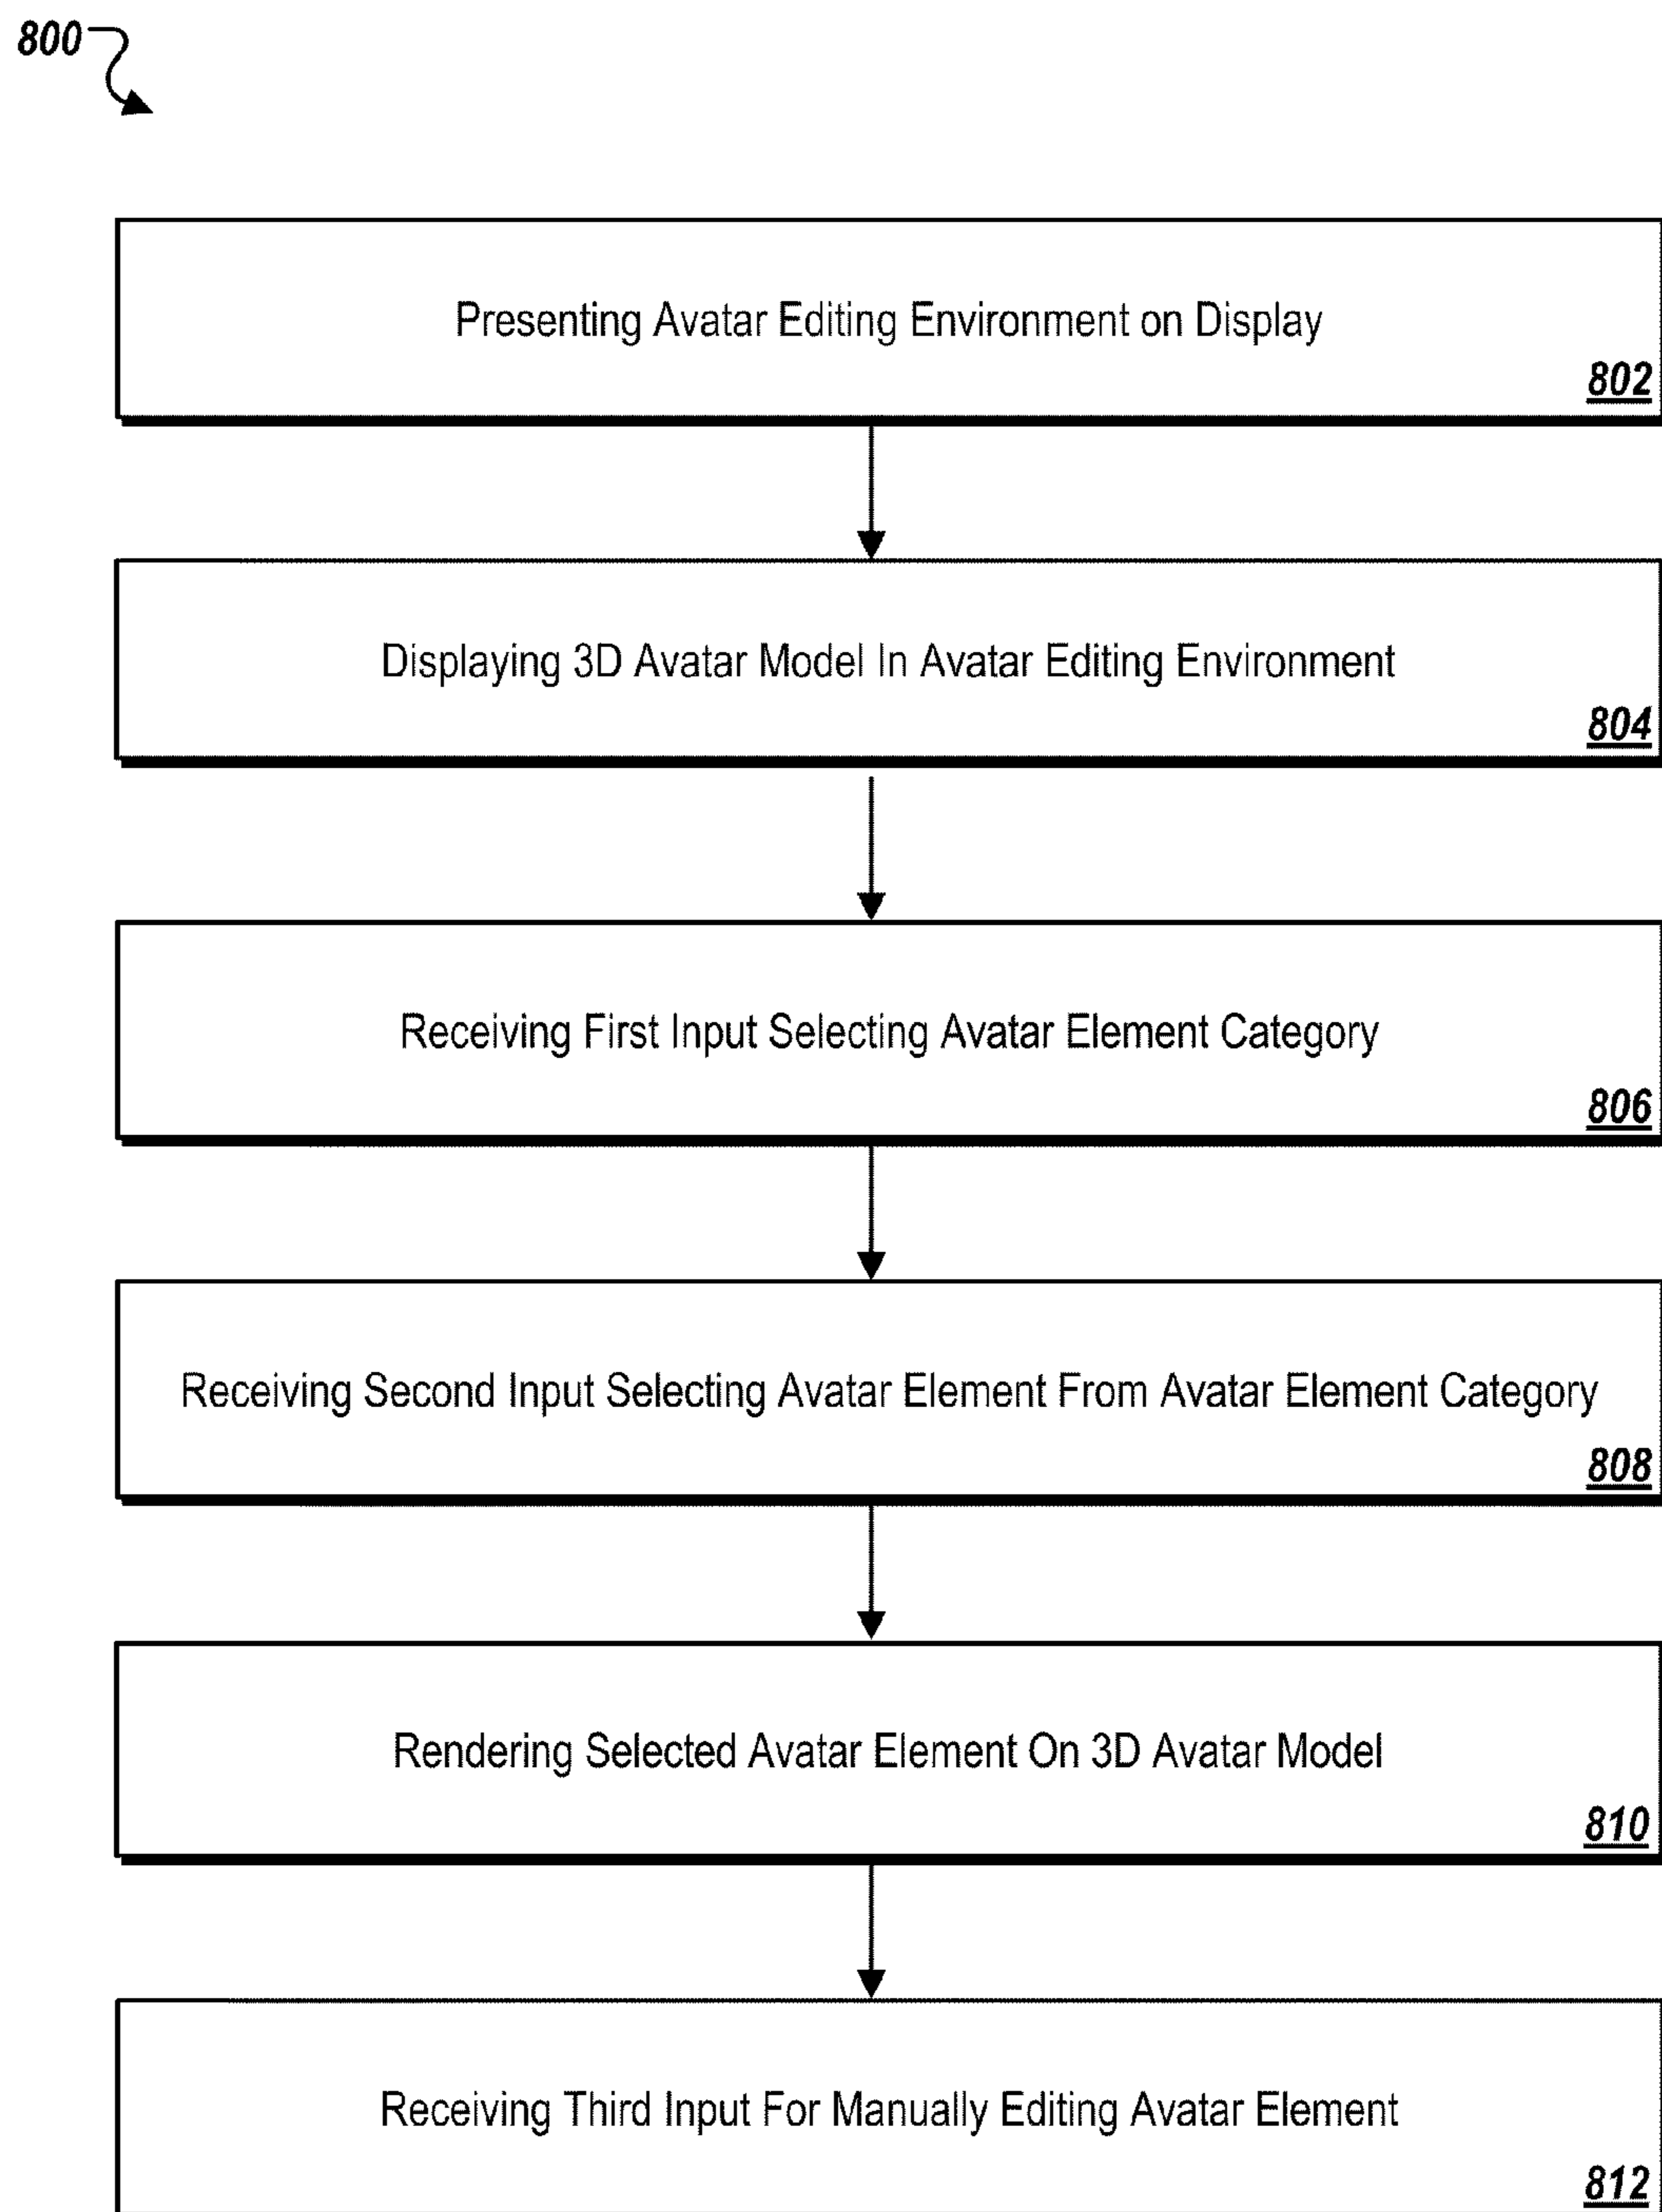 800
Presenting Avatar Editing Environment on Display
802
Displaying 3D Avatar Model In Avatar Editing Environment
804
Receiving First Input Selecting Avatar Element Category
806
Receiving Second Input Selecting Avatar Element From Avatar Element Category
808
Rendering Selected Avatar Element On 3D Avatar Model
810
Receiving Third Input For Manually Editing Avatar Element
812